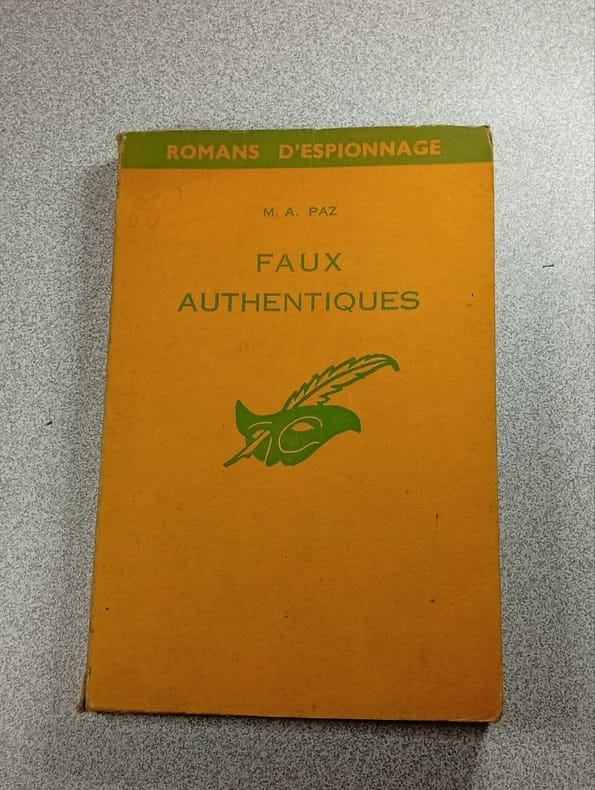 ROMANS D'ESPIONNAGE
M. A. PAZ
FAUX
AUTHENTIQUES